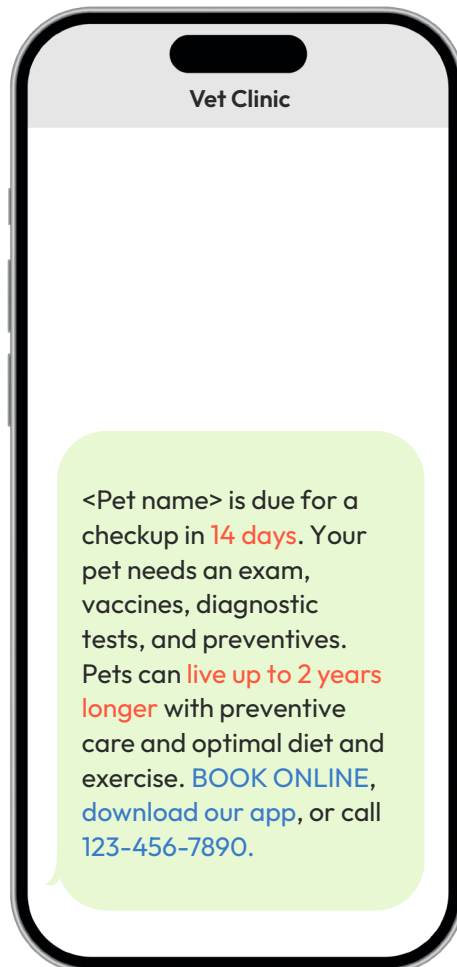 Vet Clinic
<Pet name> is due for a
checkup in 14 days. Your
pet needs an exam,
vaccines, diagnostic
tests, and preventives.
Pets can live up to 2 years
longer with preventive
care and optimal diet and
exercise. BOOK ONLINE,
download our app, or call
123-456-7890.